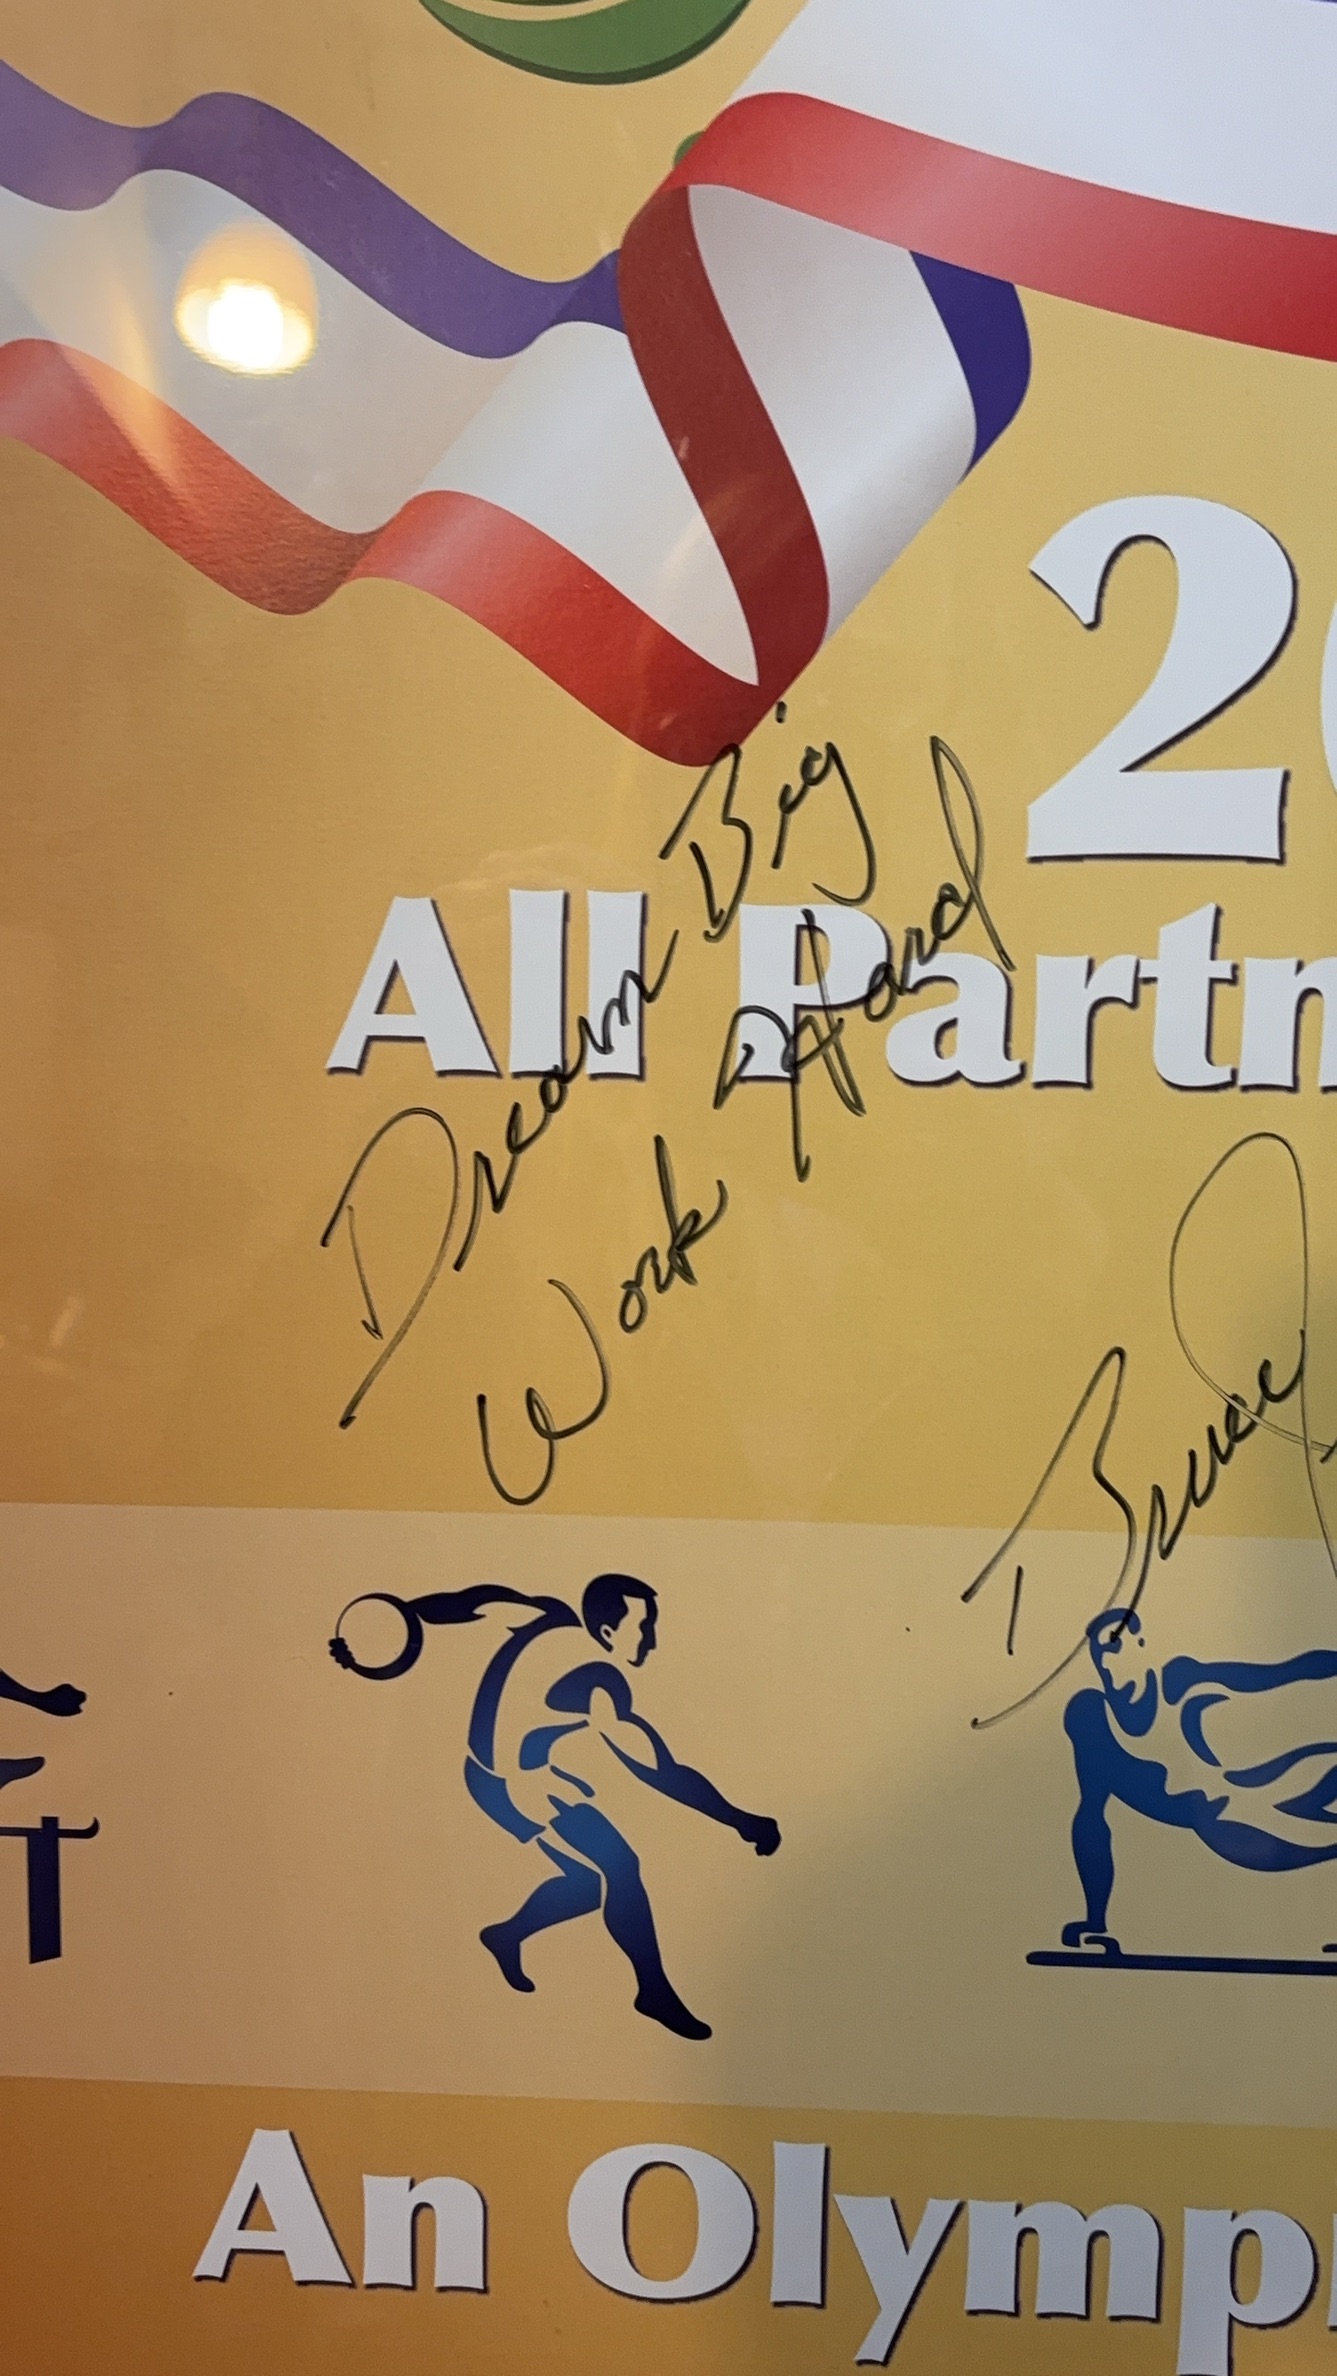 2
All Partn
Dream Big
Work Hard
Bruce
An Olymp